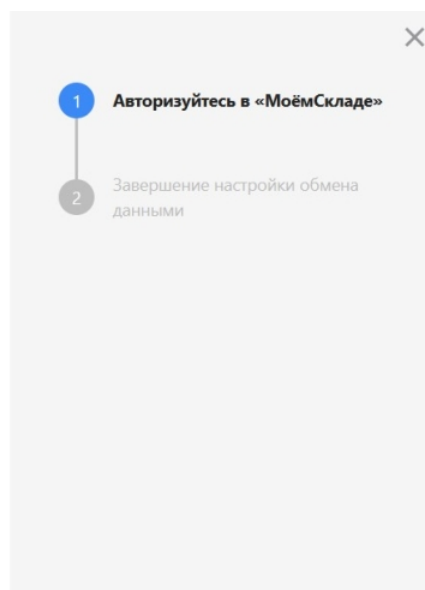 1 Авторизуйтесь в «МоёмСкладе»
2 Завершение настройки обмена
данными